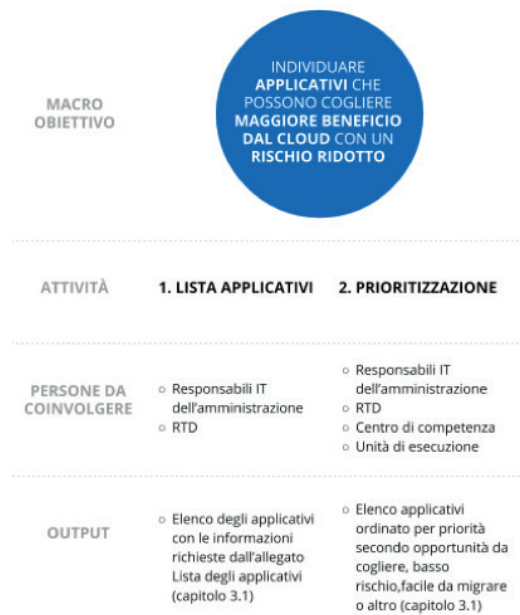 INDIVIDUARE
APPLICATIVI CHE
POSSONO COGLIERE
MAGGIORE BENEFICIO
DAL CLOUD CON UN
RISCHIO RIDOTTO
MACRO
OBIETTIVO
ATTIVITÀ
1. LISTA APPLICATIVI
2. PRIORITIZZAZIONE
PERSONE DA
COINVOLGERE
○ Responsabili IT
dell'amministrazione
○ RTD
○ Responsabili IT
dell'amministrazione
○ RTD
○ Centro di competenza
○ Unità di esecuzione
OUTPUT
○ Elenco degli applicativi
con le informazioni
richieste dall'allegato
Lista degli applicativi
(capitolo 3.1)
○ Elenco applicativi
ordinato per priorità
secondo opportunità da
cogliere, basso
rischio,facile da migrare
o altro (capitolo 3.1)